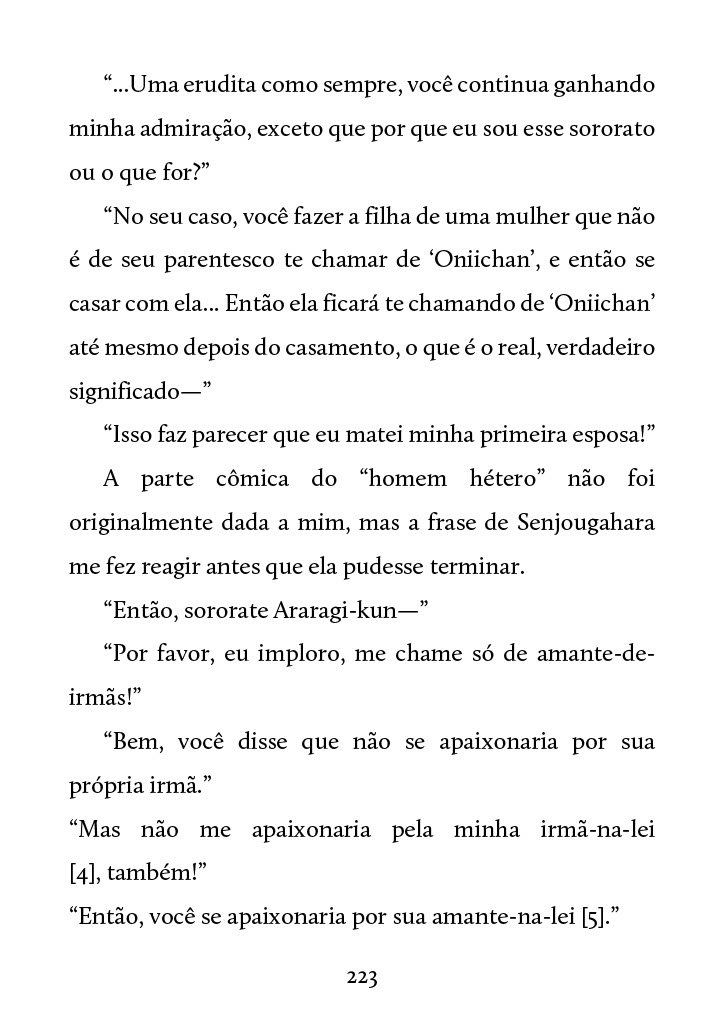 “...Uma erudita como sempre, você continua ganhando
minha admiração, exceto que por que eu sou esse sororato
ou o que for?”
“No seu caso, você fazer a filha de uma mulher que não
é de seu parentesco te chamar de ‘Oniichan’, e então se
casar com ela... Então ela ficará te chamando de ‘Oniichan’
até mesmo depois do casamento, o que é o real, verdadeiro
significado—”
“Isso faz parecer que eu matei minha primeira esposa!”
A parte cômica do “homem hétero” não foi
originalmente dada a mim, mas a frase de Senjougahara
me fez reagir antes que ela pudesse terminar.
“Então, sororate Araragi-kun—”
“Por favor, eu imploro, me chame só de amante-de-
irmãs!”
“Bem, você disse que não se apaixonaria por sua
própria irmã.”
“Mas não me apaixonaria pela minha irmã-na-lei
[4], também!”
“Então, você se apaixonaria por sua amante-na-lei [5].”
223